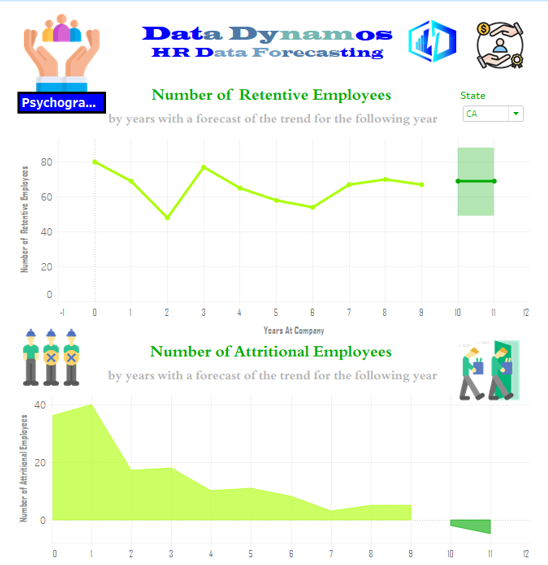 Data Dynamos
HR Data Forecasting
Psychogra...
Number of Retentive Employees
by years with a forecast of the trend for the following year
State
CA
Number of Retentive Employees
80
60
40
20
0
-1 0 1 2 3 4 5 6 7 8 9 10 11 12
Years At Company
Number of Attritional Employees
by years with a forecast of the trend for the following year
Number of Attritional Employees
40
20
0
0 1 2 3 4 5 6 7 8 9 10 11 12